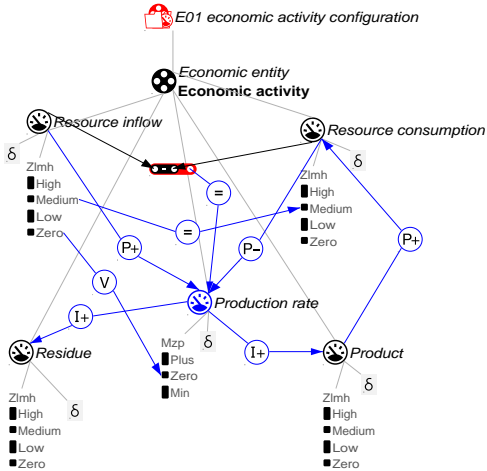 E01 economic activity configuration
Economic entity
Economic activity
Resource inflow
Resource consumption
δ
δ
Zlmh
High
Medium
Low
Zero
Zlmh
High
Medium
Low
Zero
-
=
=
P+
P-
P+
V
Production rate
I+
I+
Mzp
Plus
Zero
Min
δ
Residue
Product
Zlmh
High
Medium
Low
Zero
δ
Zlmh
High
Medium
Low
Zero
δ